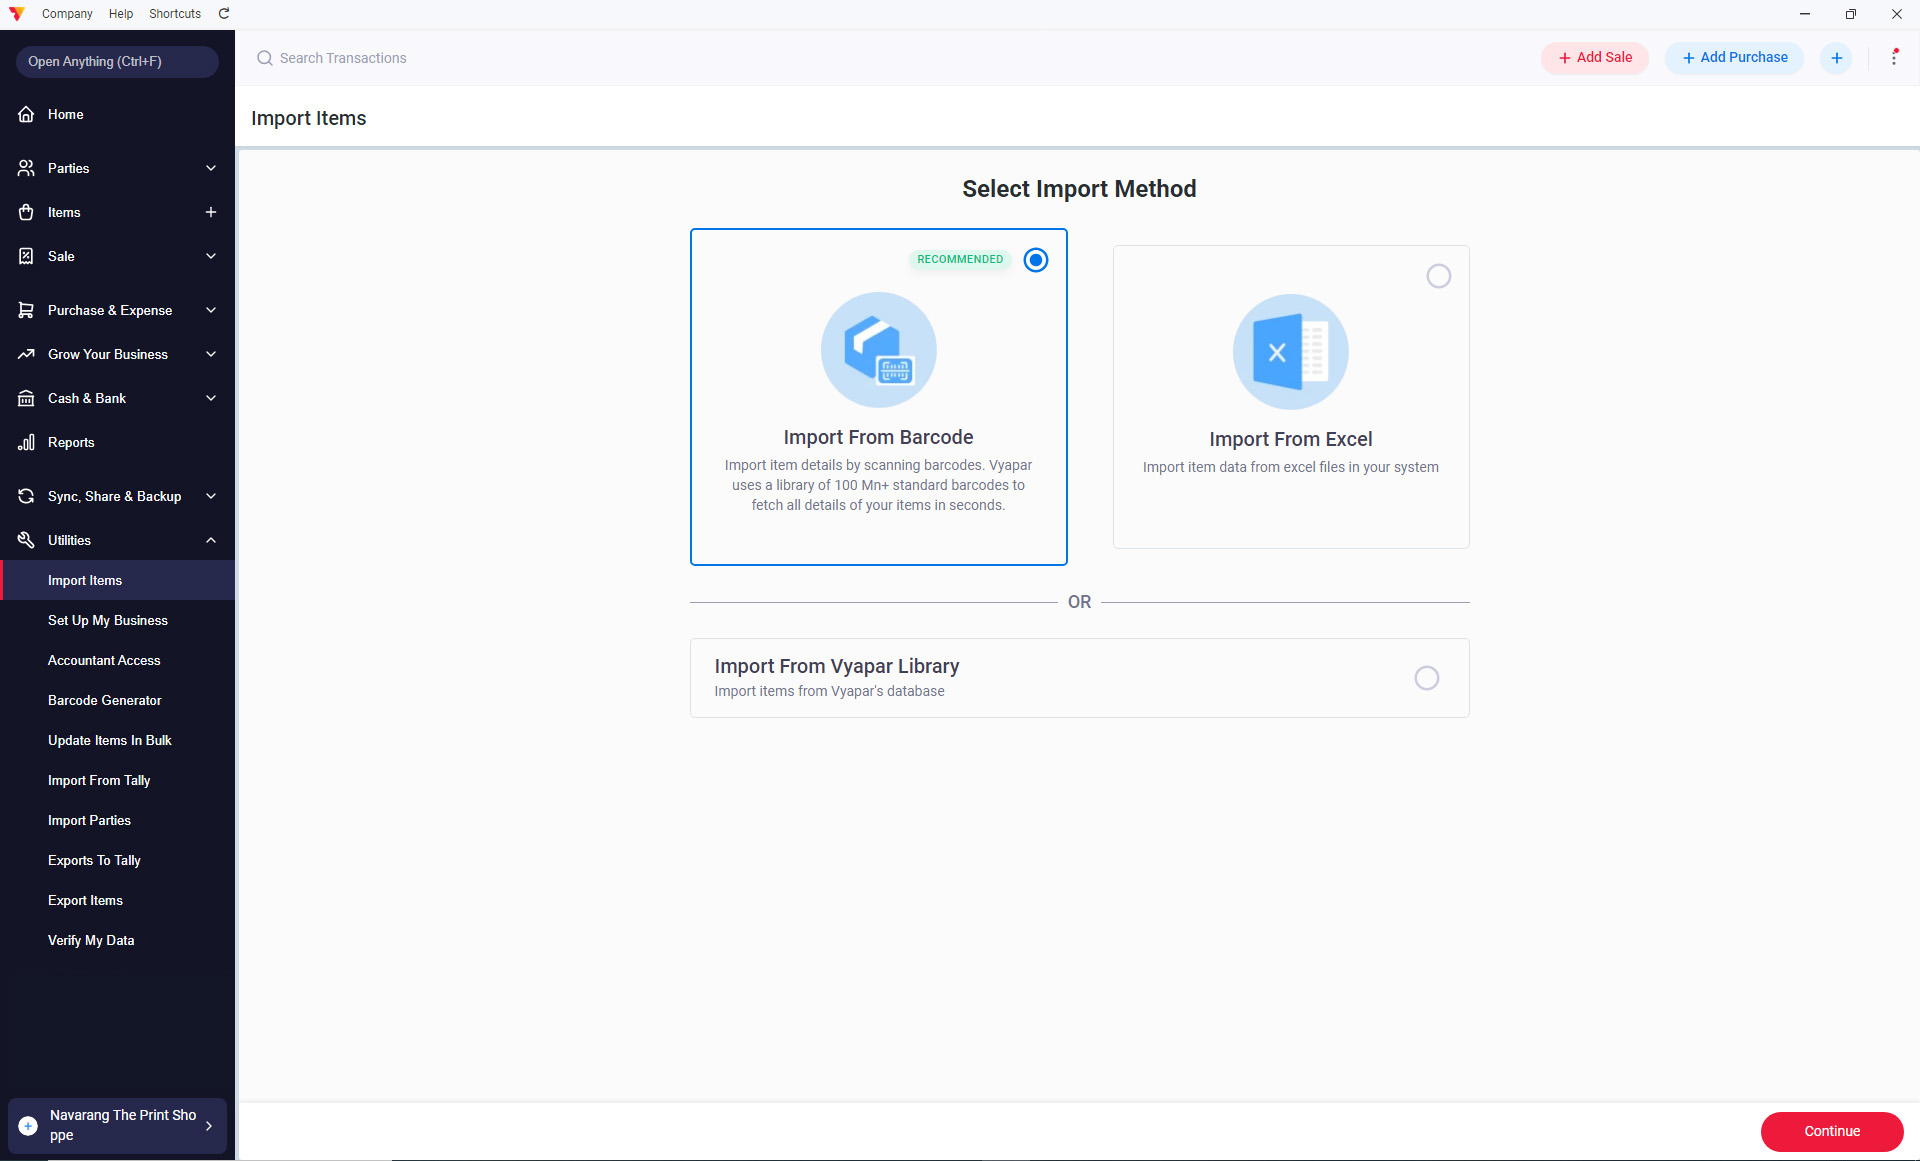 Company Help Shortcuts
Open Anything (Ctrl+F)
Search Transactions
Add Sale
Add Purchase
Home
Parties
Items
Sale
Purchase & Expense
Grow Your Business
Cash & Bank
Reports
Sync, Share & Backup
Utilities
Import Items
Set Up My Business
Accountant Access
Barcode Generator
Update Items In Bulk
Import From Tally
Import Parties
Exports To Tally
Export Items
Verify My Data
Navarang The Print Sho
ppe
Import Items
Select Import Method
RECOMMENDED
Import From Barcode
Import item details by scanning barcodes. Vyapar
uses a library of 100 Mn+ standard barcodes to
fetch all details of your items in seconds.
X
Import From Excel
Import item data from excel files in your system
OR
Import From Vyapar Library
Import items from Vyapar's database
Continue